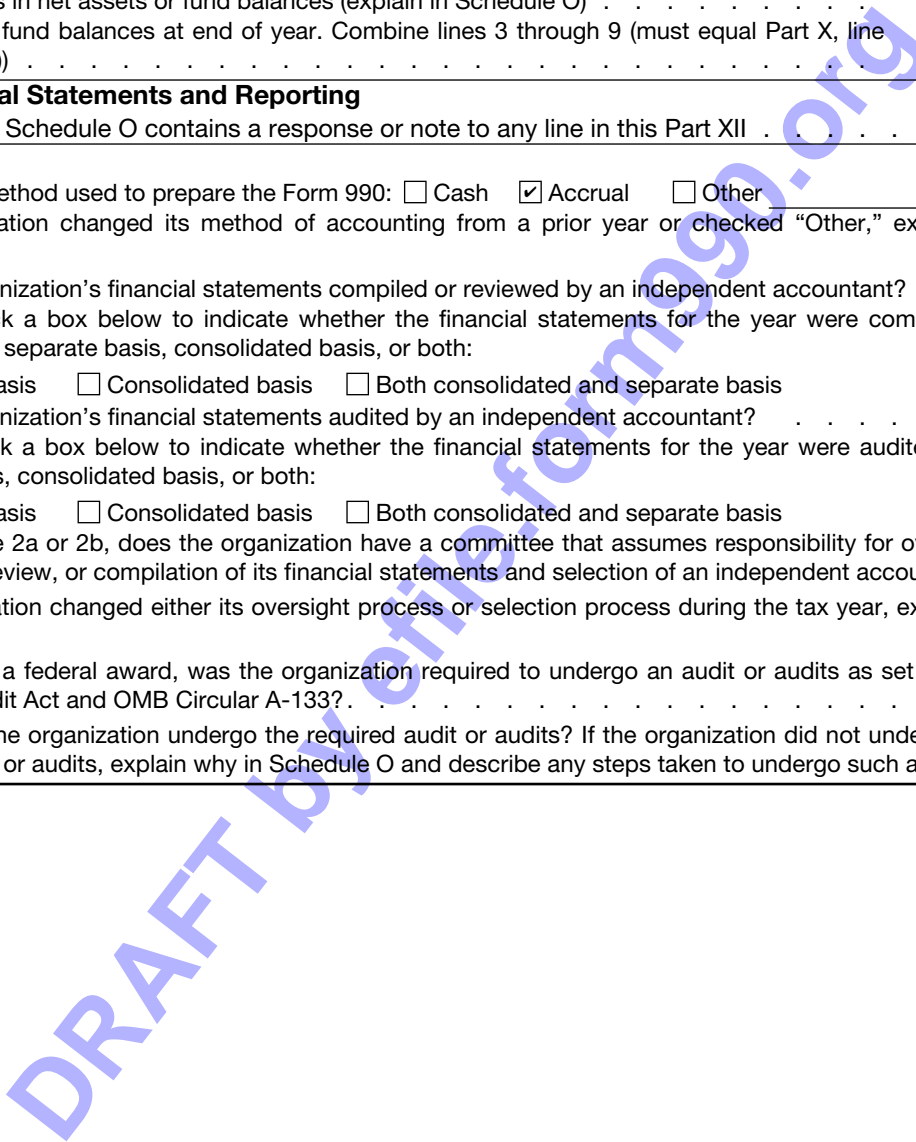 s in net assets or fund balances (explain in Schedule O) . . . . . . . . .
fund balances at end of year. Combine lines 3 through 9 (must equal Part X, line
)) . . . . . . . . . . . . . . . . . . . . . . . . . . .
al Statements and Reporting
Schedule O contains a response or note to any line in this Part XII . . . . .
ethod used to prepare the Form 990: ☐ Cash ☑ Accrual ☐ Other
ation changed its method of accounting from a prior year or checked “Other,” ex
nization’s financial statements compiled or reviewed by an independent accountant?
ck a box below to indicate whether the financial statements for the year were com
separate basis, consolidated basis, or both:
asis ☐ Consolidated basis ☐ Both consolidated and separate basis
nization’s financial statements audited by an independent accountant? . . . .
k a box below to indicate whether the financial statements for the year were audite
s, consolidated basis, or both:
asis ☐ Consolidated basis ☐ Both consolidated and separate basis
e 2a or 2b, does the organization have a committee that assumes responsibility for o
eview, or compilation of its financial statements and selection of an independent accou
ation changed either its oversight process or selection process during the tax year, ex
a federal award, was the organization required to undergo an audit or audits as set
dit Act and OMB Circular A-133? . . . . . . . . . . . . . . . . . .
he organization undergo the required audit or audits? If the organization did not unde
or audits, explain why in Schedule O and describe any steps taken to undergo such a
DRAFT by efile.form990.org